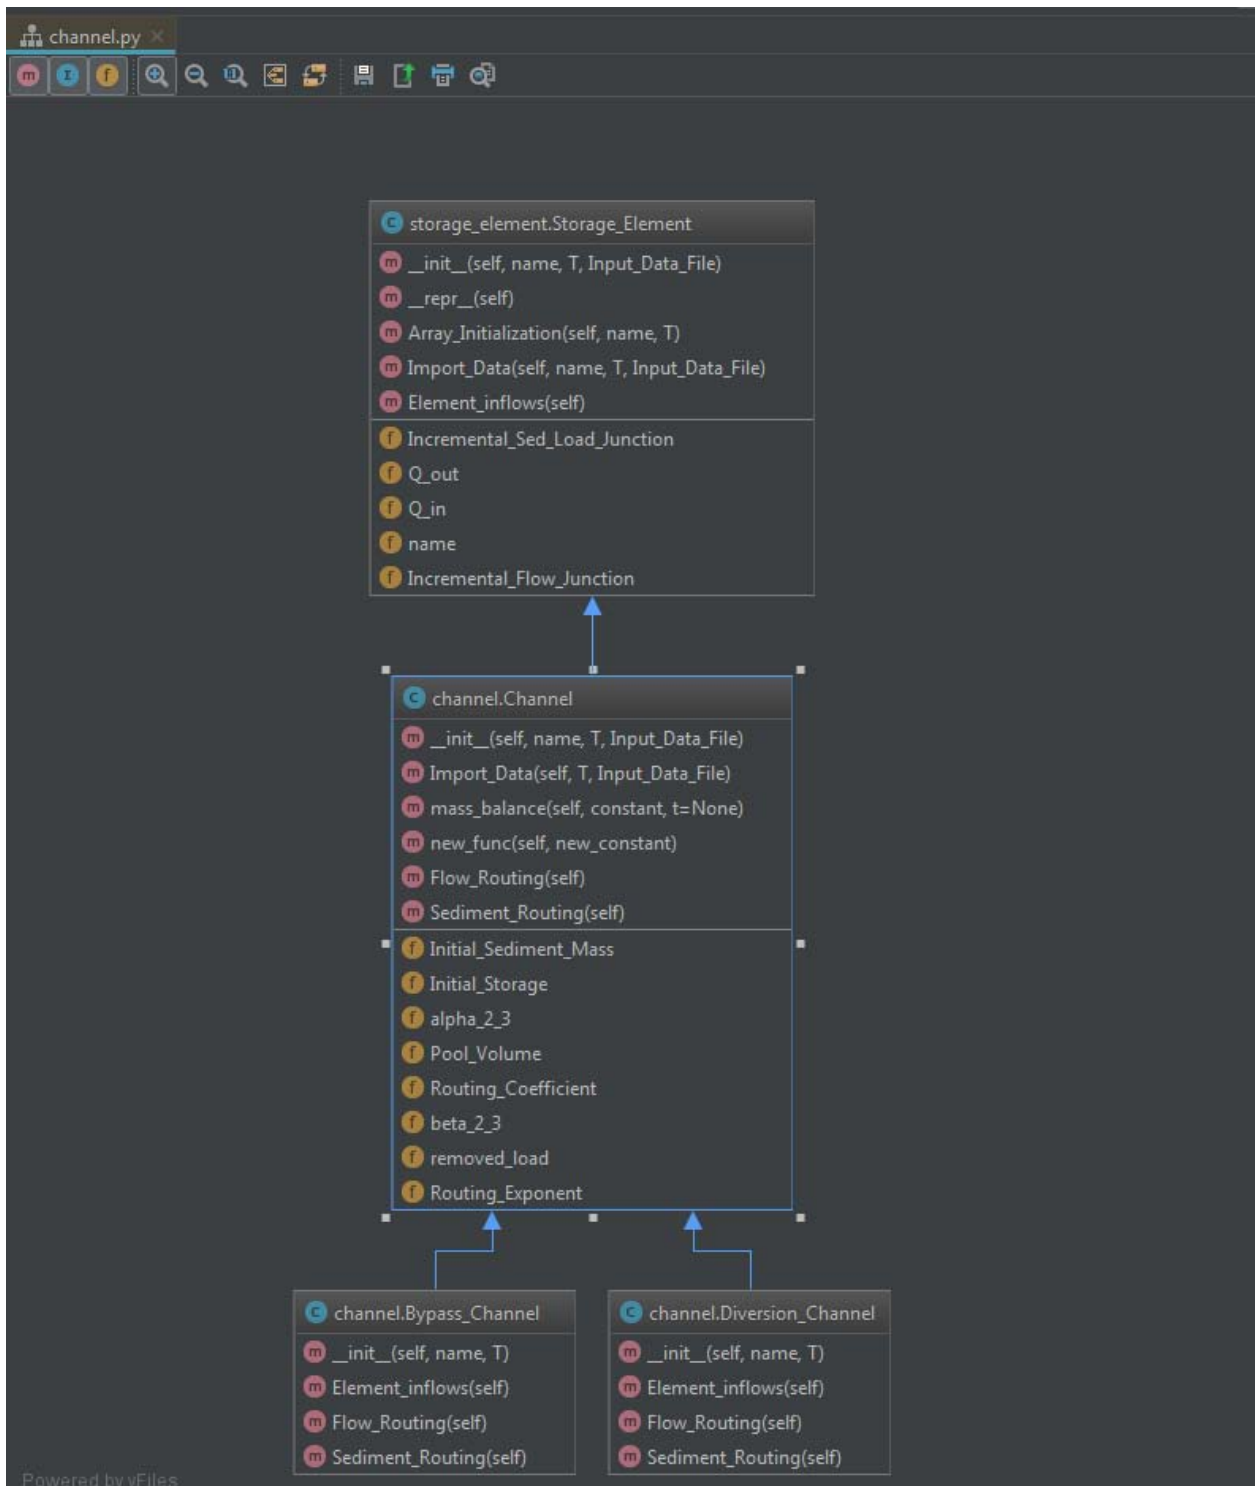 channel.py
storage_element.Storage_Element
__init__(self, name, T, Input_Data_File)
__repr__(self)
Array_Initialization(self, name, T)
Import_Data(self, name, T, Input_Data_File)
Element_inflows(self)
Incremental_Sed_Load_Junction
Q_out
Q_in
name
Incremental_Flow_Junction
channel.Channel
__init__(self, name, T, Input_Data_File)
Import_Data(self, T, Input_Data_File)
mass_balance(self, constant, t=None)
new_func(self, new_constant)
Flow_Routing(self)
Sediment_Routing(self)
Initial_Sediment_Mass
Initial_Storage
alpha_2_3
Pool_Volume
Routing_Coefficient
beta_2_3
removed_load
Routing_Exponent
channel.Bypass_Channel
__init__(self, name, T)
Element_inflows(self)
Flow_Routing(self)
Sediment_Routing(self)
channel.Diversion_Channel
__init__(self, name, T)
Element_inflows(self)
Flow_Routing(self)
Sediment_Routing(self)
Powered by yFiles